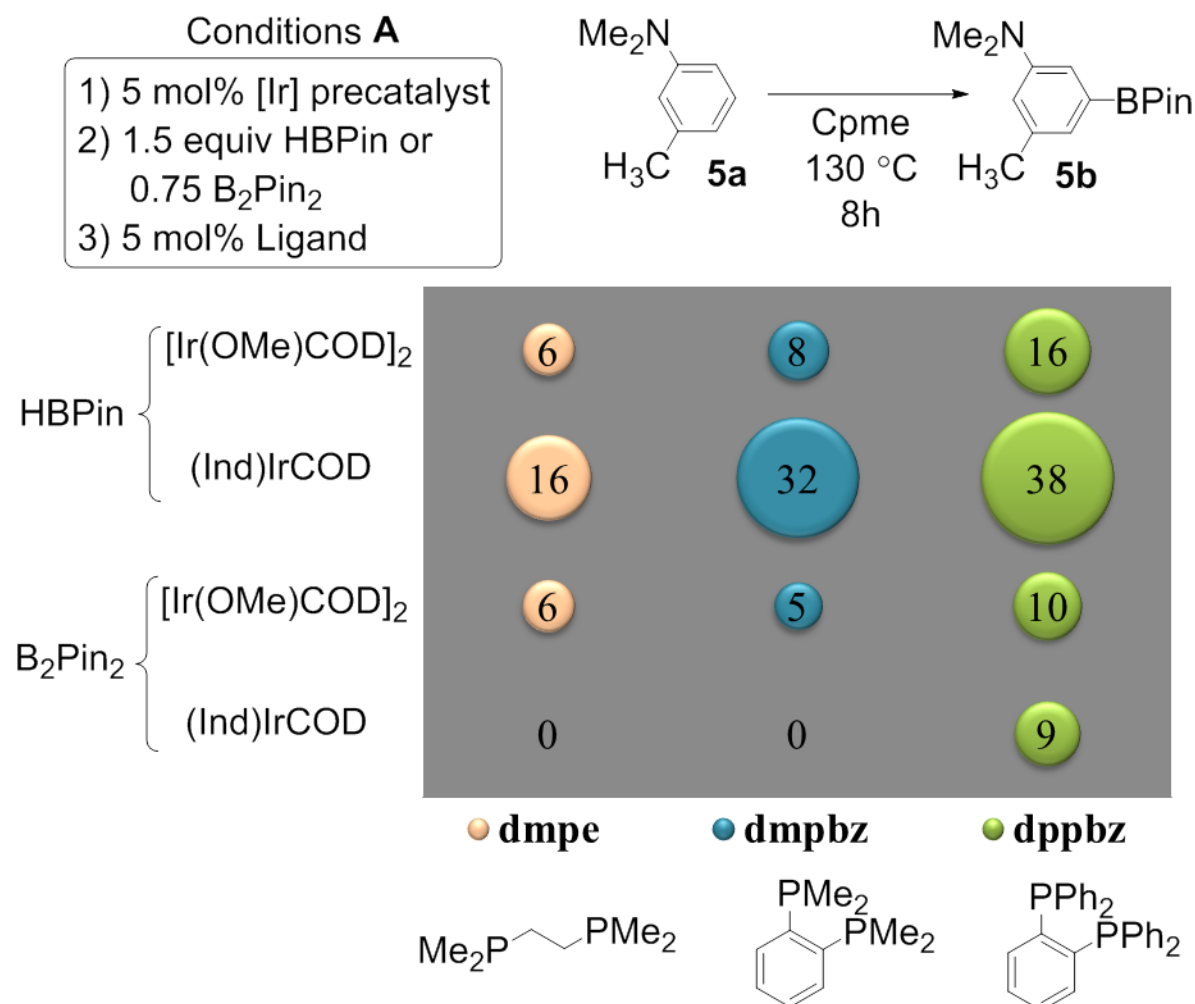 Conditions A
1) 5 mol% [Ir] precatalyst
2) 1.5 equiv HBPin or
0.75 B₂Pin₂
3) 5 mol% Ligand
Me₂N
H₃C
5a
Cpme
130 °C
8h
Me₂N
BPin
H₃C
5b
HBPin
[Ir(OMe)COD]₂
6
8
16
(Ind)IrCOD
16
32
38
B₂Pin₂
[Ir(OMe)COD]₂
6
5
10
(Ind)IrCOD
0
0
9
dmpe
dmpbz
dppbz
Me₂P
PMe₂
PMe₂
PMe₂
PPh₂
PPh₂